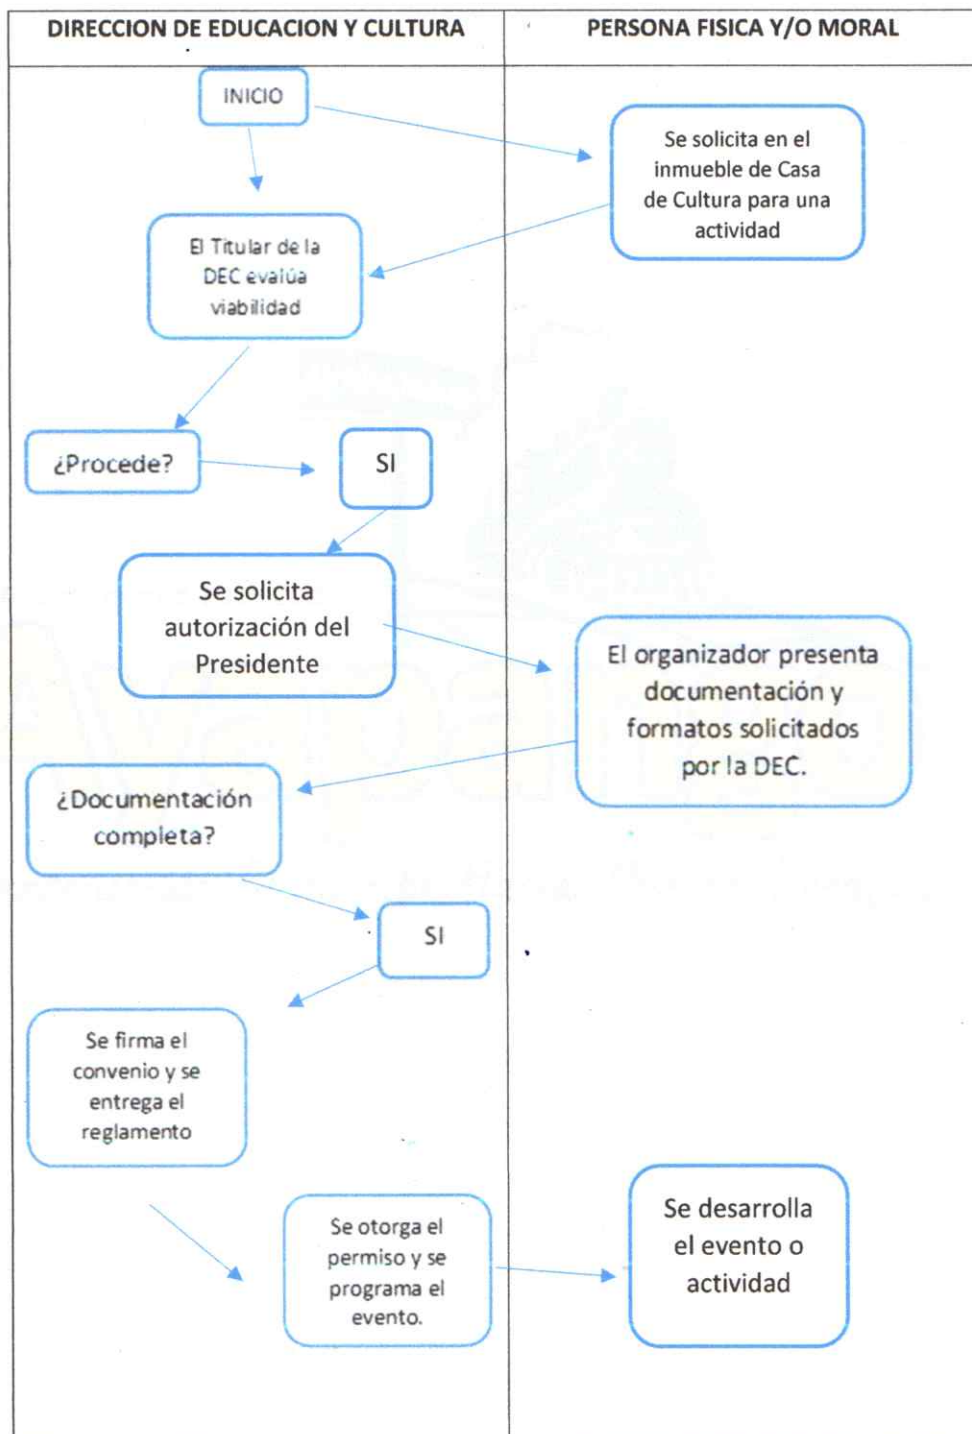 DIRECCION DE EDUCACION Y CULTURA
PERSONA FISICA Y/O MORAL
INICIO
Se solicita en el
inmueble de Casa
de Cultura para una
actividad
El Titular de la
DEC evalúa
viabilidad
¿Procede?
SI
Se solicita
autorización del
Presidente
El organizador presenta
documentación y
formatos solicitados
por la DEC.
¿Documentación
completa?
SI
Se firma el
convenio y se
entrega el
reglamento
Se otorga el
permiso y se
programa el
evento.
Se desarrolla
el evento o
actividad